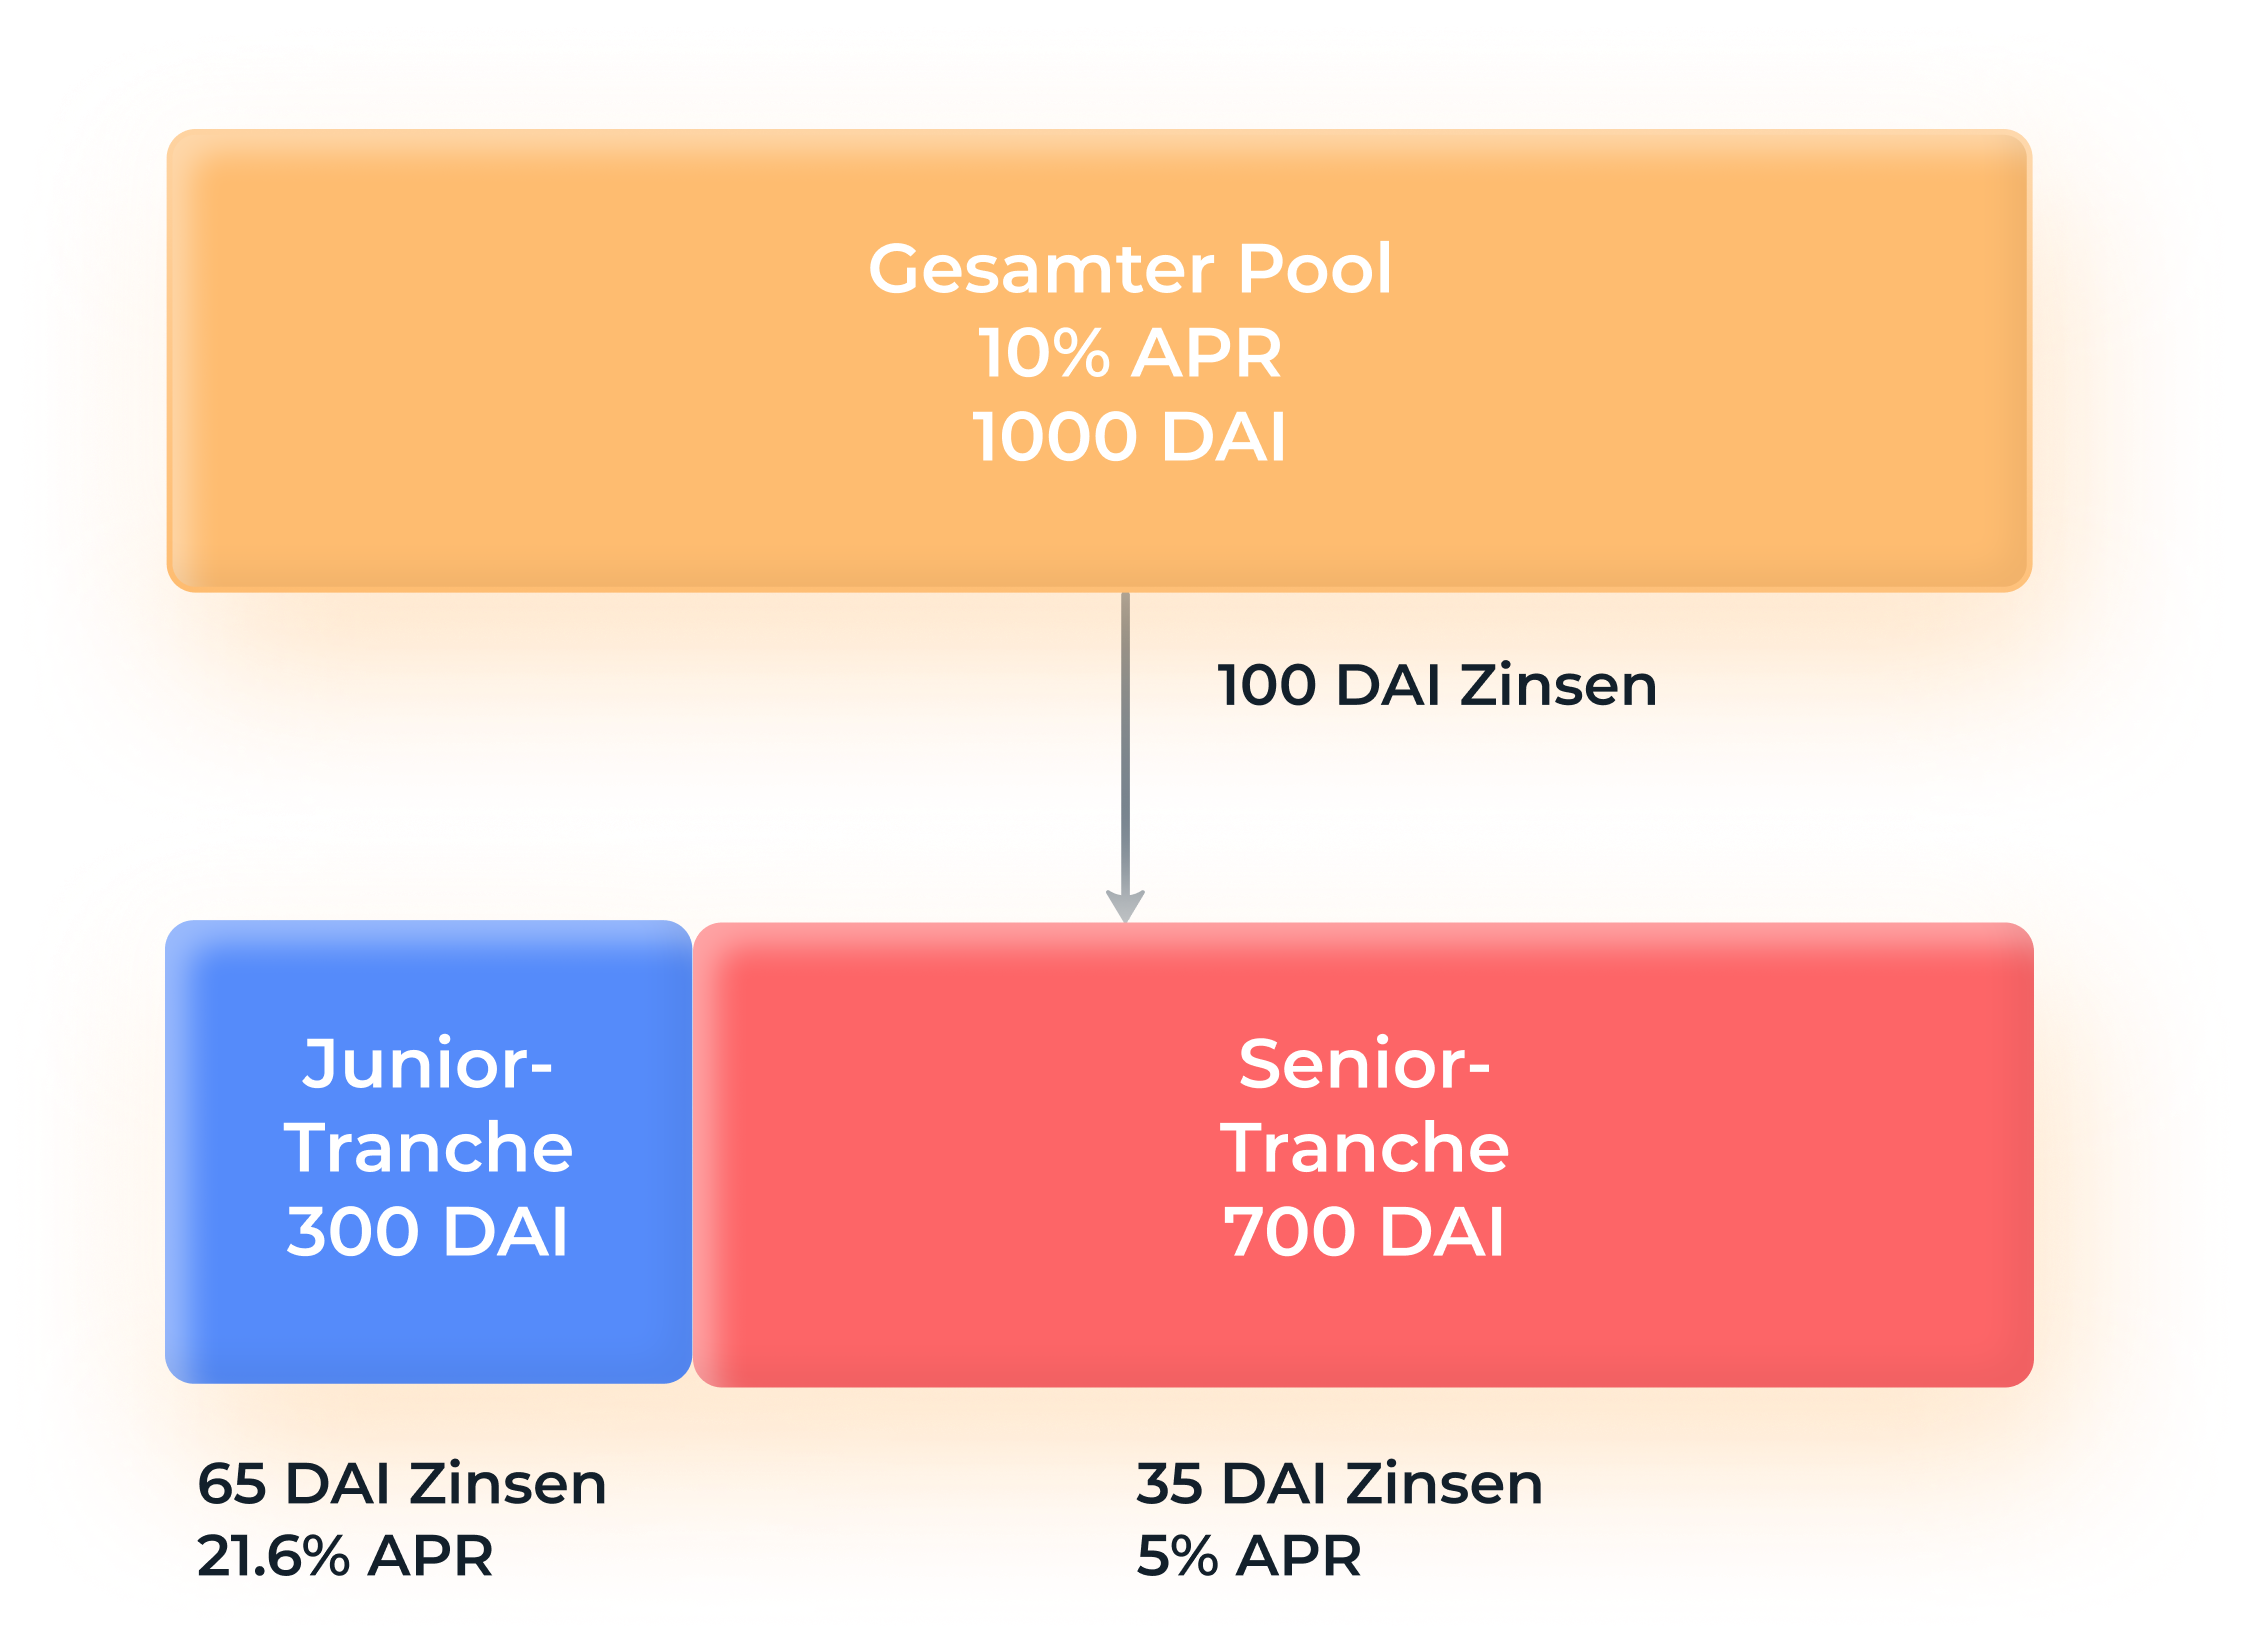 Gesamter Pool
10% APR
1000 DAI
100 DAI Zinsen
Junior-
Tranche
300 DAI
Senior-
Tranche
700 DAI
65 DAI Zinsen
21.6% APR
35 DAI Zinsen
5% APR